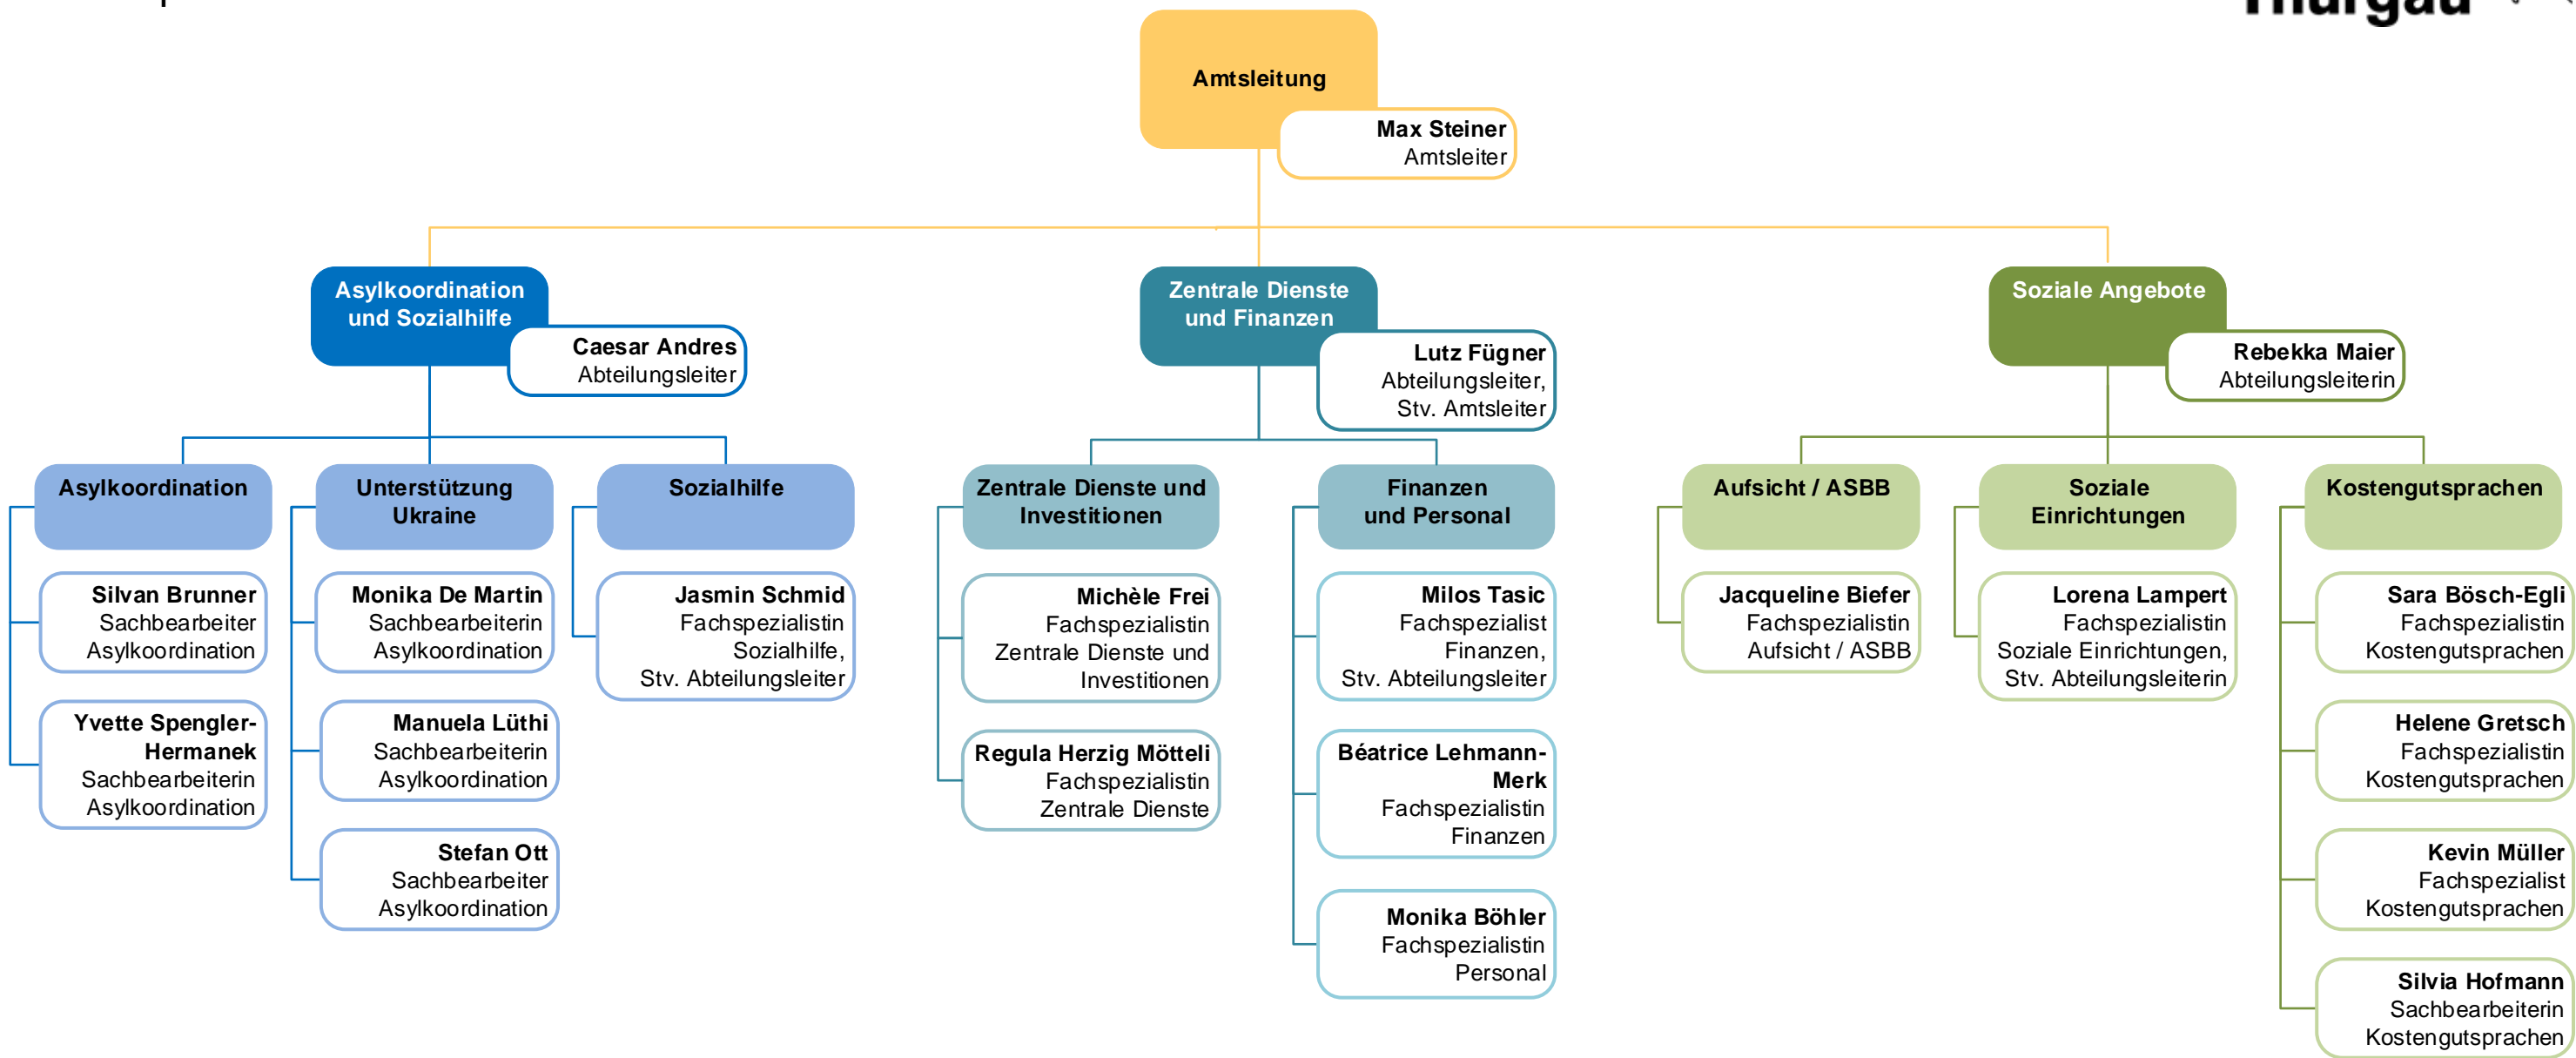 Thurgau
Amtsleitung
Max Steiner
Amtsleiter
Asylkoordination
und Sozialhilfe
Caesar Andres
Abteilungsleiter
Zentrale Dienste
und Finanzen
Lutz Fügner
Abteilungsleiter,
Stv. Amtsleiter
Soziale Angebote
Rebekka Maier
Abteilungsleiterin
Asylkoordination
Silvan Brunner
Sachbearbeiter
Asylkoordination
Yvette Spengler-
Hermanek
Sachbearbeiterin
Asylkoordination
Unterstützung
Ukraine
Monika De Martin
Sachbearbeiterin
Asylkoordination
Manuela Lüthi
Sachbearbeiterin
Asylkoordination
Stefan Ott
Sachbearbeiter
Asylkoordination
Sozialhilfe
Jasmin Schmid
Fachspezialistin
Sozialhilfe,
Stv. Abteilungsleiter
Zentrale Dienste und
Investitionen
Michèle Frei
Fachspezialistin
Zentrale Dienste und
Investitionen
Regula Herzig Mötteli
Fachspezialistin
Zentrale Dienste
Finanzen
und Personal
Milos Tasic
Fachspezialist
Finanzen,
Stv. Abteilungsleiter
Béatrice Lehmann-
Merk
Fachspezialistin
Finanzen
Monika Böhler
Fachspezialistin
Personal
Aufsicht / ASBB
Jacqueline Biefer
Fachspezialistin
Aufsicht / ASBB
Soziale
Einrichtungen
Lorena Lampert
Fachspezialistin
Soziale Einrichtungen,
Stv. Abteilungsleiterin
Kostengutsprachen
Sara Bösch-Egli
Fachspezialistin
Kostengutsprachen
Helene Gretsch
Fachspezialistin
Kostengutsprachen
Kevin Müller
Fachspezialist
Kostengutsprachen
Silvia Hofmann
Sachbearbeiterin
Kostengutsprachen